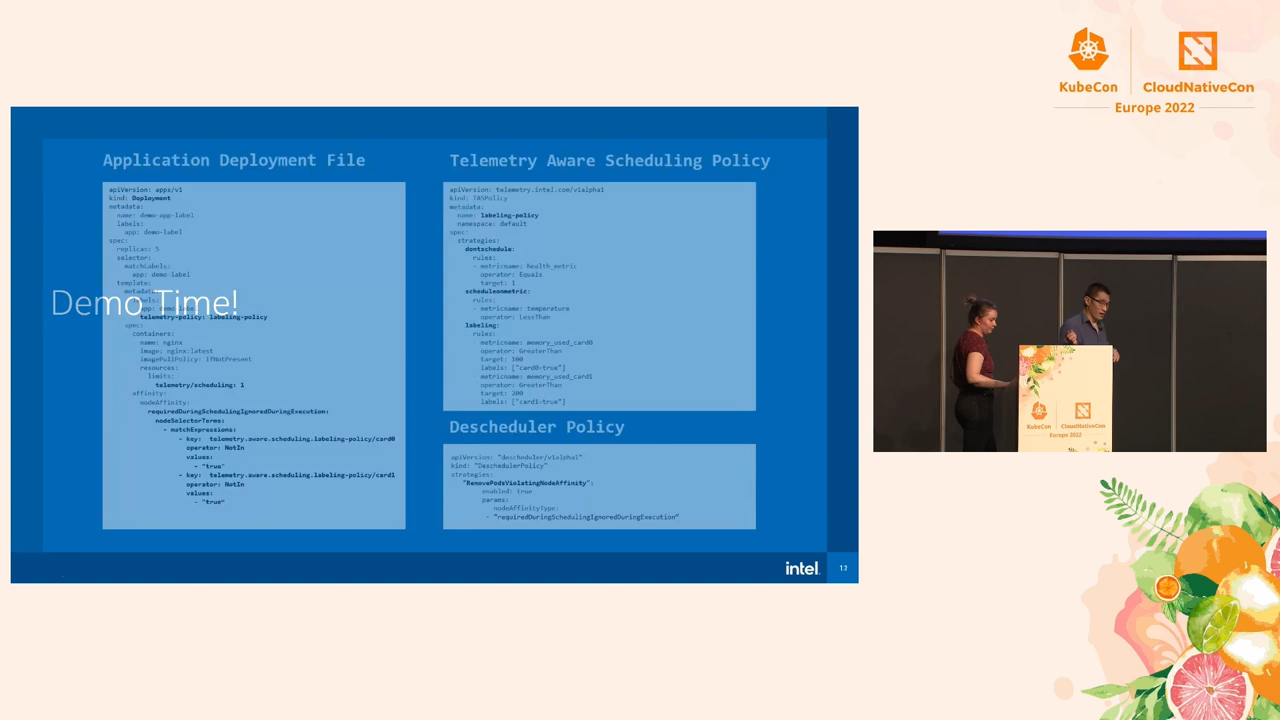 KubeCon
CloudNativeCon
Europe 2022
Application Deployment File
apiVersion: apps/v1
kind: Deployment
metadata:
name: demo-app-label
labels:
app: demo-label
spec:
replicas: 5
selector:
matchLabels:
app: demo-label
template:
metadata:
labels:
app: demo-label
telemetry-policy: labeling-policy
spec:
containers:
name: nginx
image: nginx:latest
imagePullPolicy: IfNotPresent
resources:
limits:
telemetry/scheduling: 1
affinity:
nodeAffinity:
requiredDuringSchedulingIgnoredDuringExecution:
nodeSelectorTerms:
- matchExpressions:
- key: telemetry.aware.scheduling.labeling-policy/card0
operator: NotIn
values:
- "true"
- key: telemetry.aware.scheduling.labeling-policy/card1
operator: NotIn
values:
- "true"
Demo Time!
Telemetry Aware Scheduling Policy
apiVersion: telemetry.intel.com/v1alpha1
kind: TASPolicy
metadata:
name: labeling-policy
namespace: default
spec:
strategies:
dontschedule:
rules:
- metricname: health_metric
operator: Equals
target: 1
scheduleonmetric:
rules:
- metricname: temperature
operator: LessThan
labeling:
rules:
- metricname: memory_used_card0
operator: GreaterThan
target: 100
labels: ["card0=true"]
- metricname: memory_used_card1
operator: GreaterThan
target: 200
labels: ["card1=true"]
Descheduler Policy
apiVersion: "descheduler/v1alpha1"
kind: "DeschedulerPolicy"
strategies:
"RemovePodsViolatingNodeAffinity":
enabled: true
params:
nodeAffinityType:
- "requiredDuringSchedulingIgnoredDuringExecution"
intel.
13
KubeCon
CloudNativeCon
Europe 2022